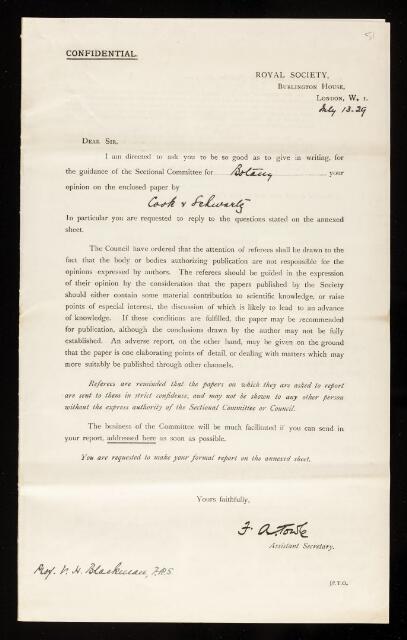 51
CONFIDENTIAL.
ROYAL SOCIETY,
BURLINGTON HOUSE,
LONDON, W. 1.
July 13. 29
DEAR SIR,
I am directed to ask you to be so good as to give in writing, for
the guidance of the Sectional Committee for Botany your
opinion on the enclosed paper by
Cook & Schwartz
In particular you are requested to reply to the questions stated on the annexed
sheet.
The Council have ordered that the attention of referees shall be drawn to the
fact that the body or bodies authorizing publication are not responsible for the
opinions expressed by authors. The referees should be guided in the expression
of their opinion by the consideration that the papers published by the Society
should either contain some material contribution to scientific knowledge, or raise
points of especial interest, the discussion of which is likely to lead to an advance
of knowledge. If these conditions are fulfilled, the paper may be recommended
for publication, although the conclusions drawn by the author may not be fully
established. An adverse report, on the other hand, may be given on the ground
that the paper is one elaborating points of detail, or dealing with matters which may
more suitably be published through other channels.
Referees are reminded that the papers on which they are asked to report
are sent to them in strict confidence, and may not be shown to any other person
without the express authority of the Sectional Committee or Council.
The business of the Committee will be much facilitated if you can send in
your report, addressed here as soon as possible.
You are requested to make your formal report on the annexed sheet.
Yours faithfully,
F. A. Towle
Assistant Secretary.
Prof. V. H. Blackman, F.R.S.
[P.T.O.